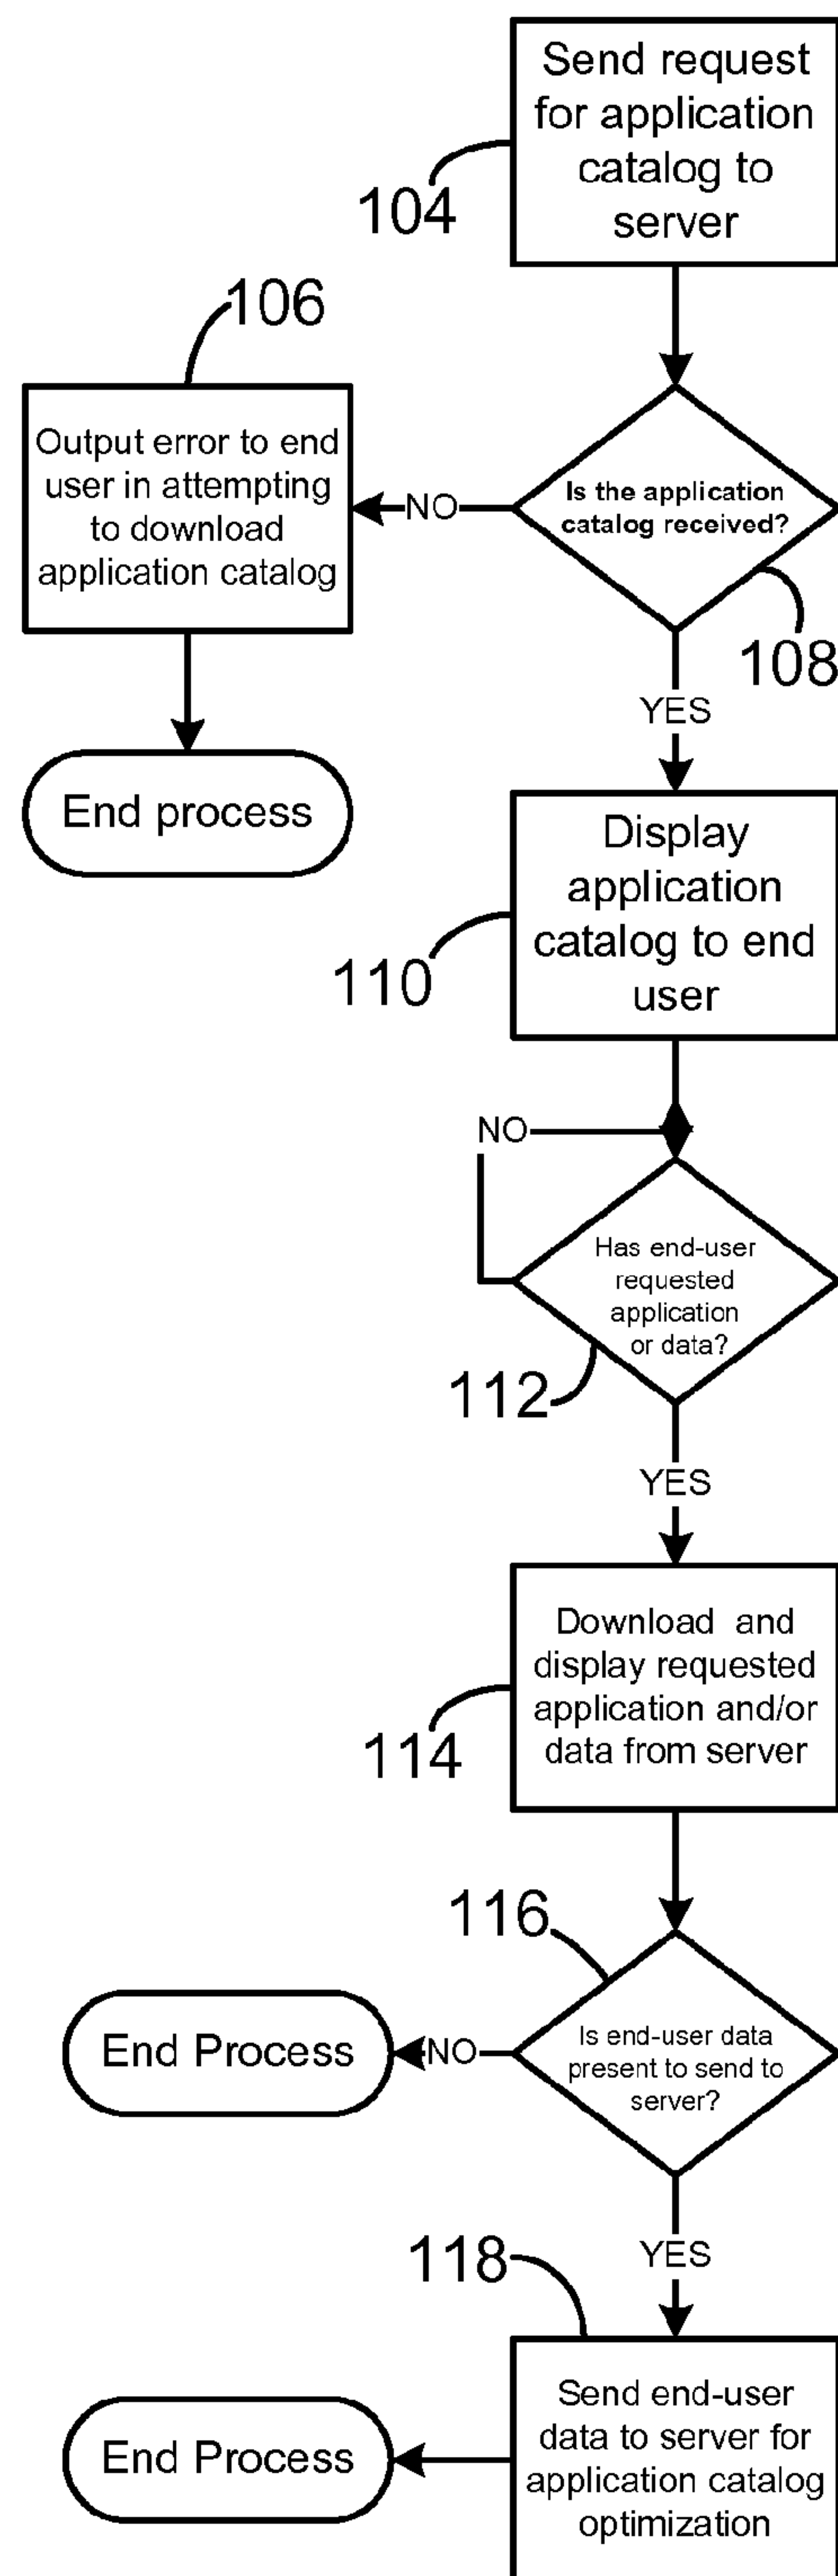 Send request
for application
catalog to
server
104
106
Output error to end
user in attempting
to download
application catalog
NO
Is the application
catalog received?
108
YES
End process
Display
application
catalog to end
user
110
NO
Has end-user
requested
application
or data?
112
YES
Download and
display requested
application and/or
data from server
114
116
End Process
NO
Is end-user data
present to send to
server?
118
YES
End Process
Send end-user
data to server for
application catalog
optimization